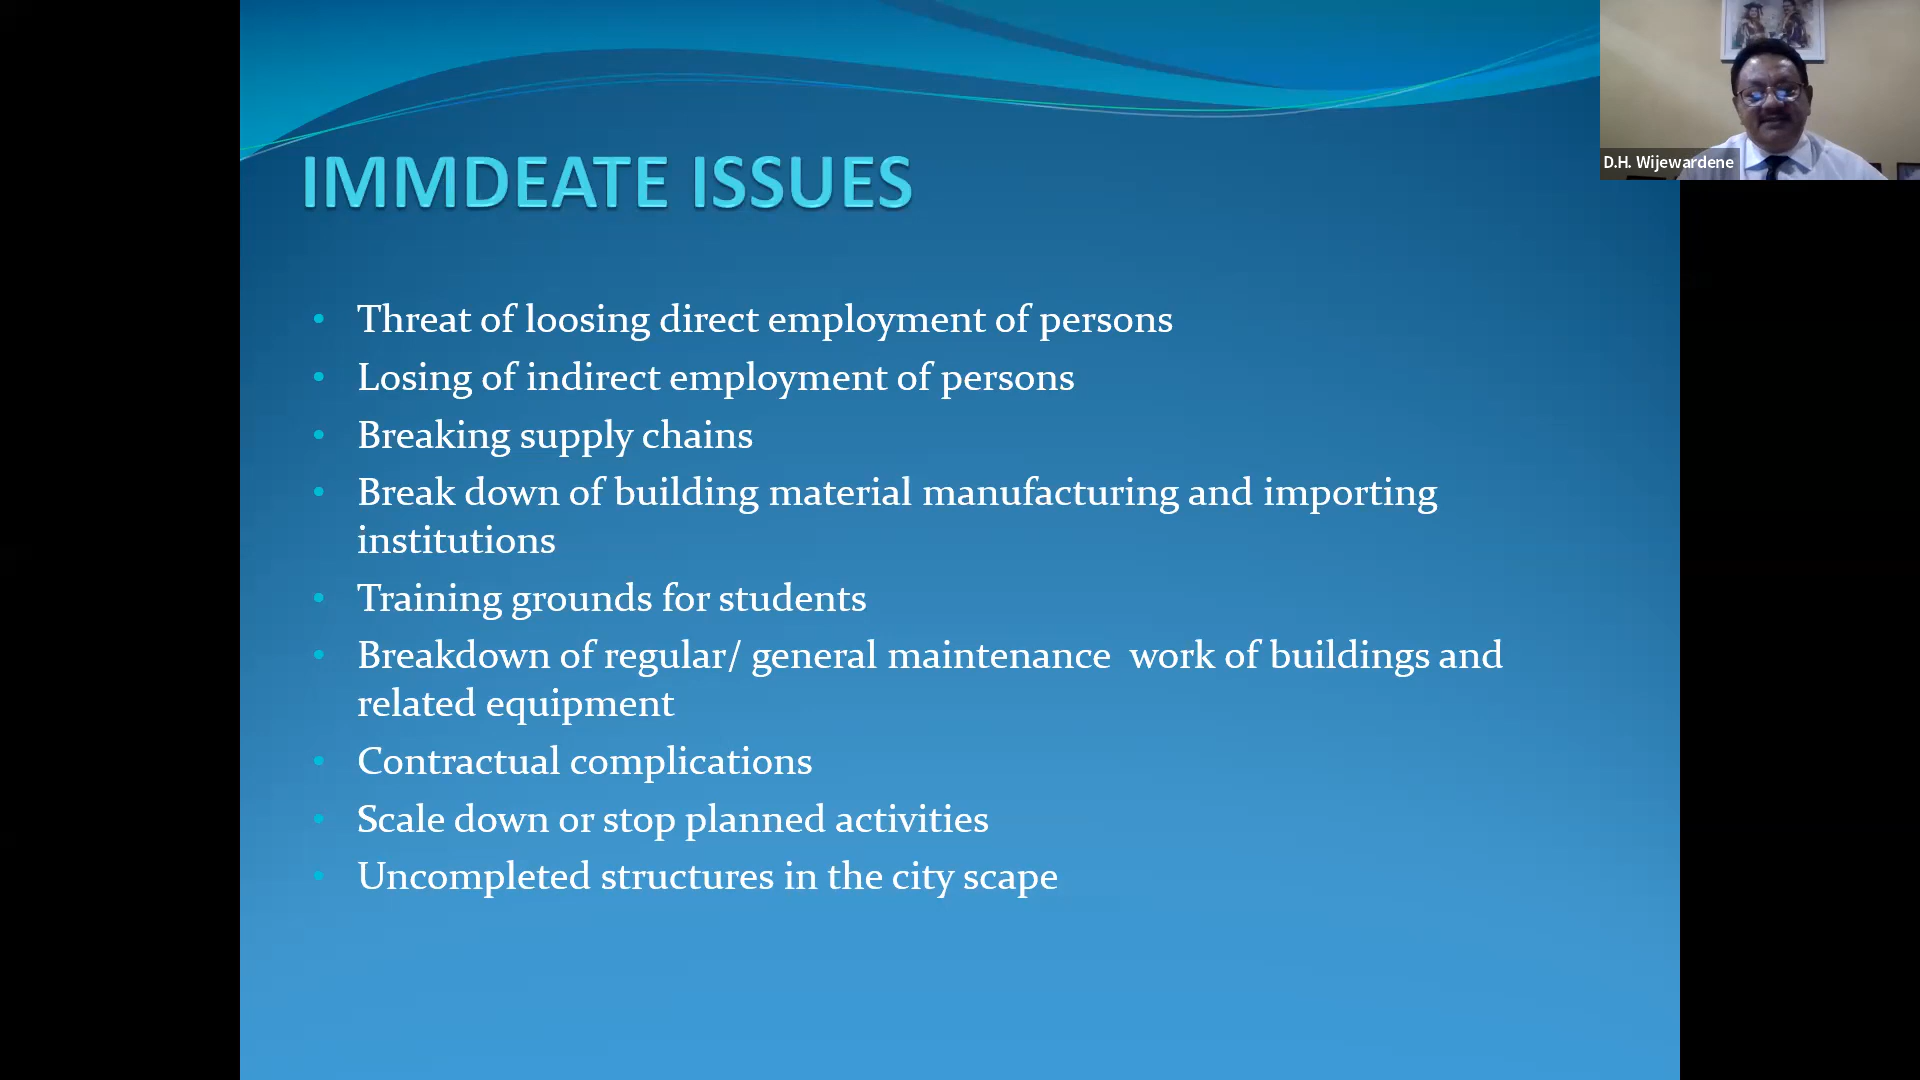 IMMDEATE ISSUES
D.H. Wijewardene
• Threat of loosing direct employment of persons
• Losing of indirect employment of persons
• Breaking supply chains
• Break down of building material manufacturing and importing
institutions
• Training grounds for students
• Breakdown of regular/ general maintenance  work of buildings and
related equipment
• Contractual complications
• Scale down or stop planned activities
• Uncompleted structures in the city scape